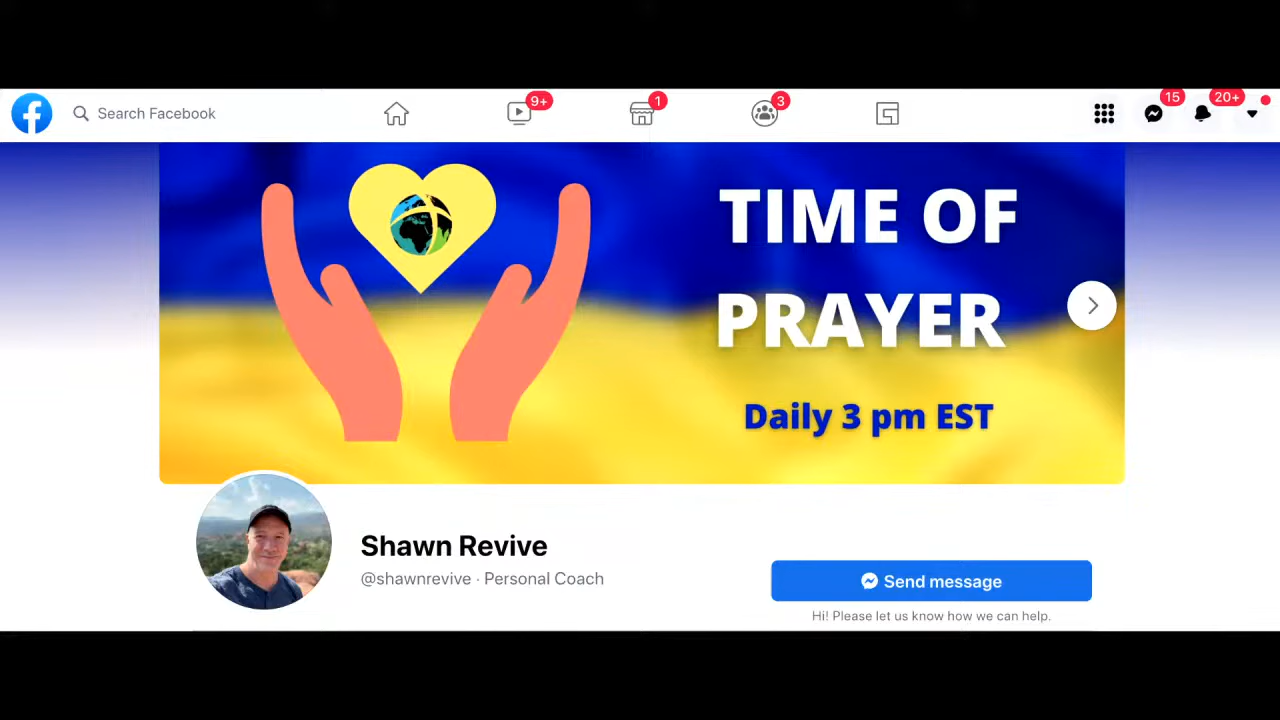 Search Facebook
9+
1
3
15
20+
TIME OF
PRAYER
Daily 3 pm EST
Shawn Revive
@shawnrevive · Personal Coach
Send message
Hi! Please let us know how we can help.